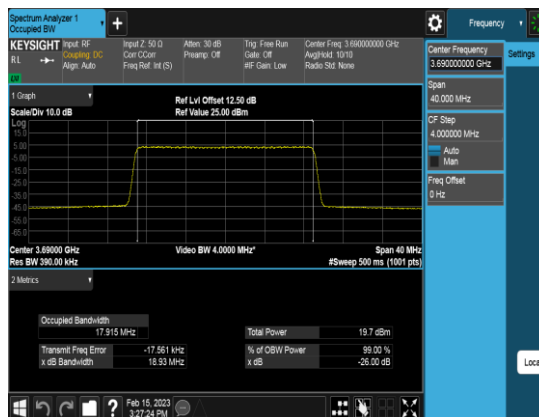 Spectrum Analyzer 1
Occupied BW
+
Frequency
KEYSIGHT
RL
Input: RF
Coupling: DC
Align: Auto
Input Z: 50 Ω
Corr CCorr
Freq Ref: Int (S)
Atten: 30 dB
Preamp: Off
Trig: Free Run
Gate: Off
#IF Gain: Low
Center Freq: 3.690000000 GHz
Avg|Hold: 10/10
Radio Std: None
LW
Center Frequency
3.690000000 GHz
Settings
Span
40.000 MHz
CF Step
4.000000 MHz
Auto
Man
Freq Offset
0 Hz
1 Graph
Scale/Div 10.0 dB
Ref Lvl Offset 12.50 dB
Ref Value 25.00 dBm
Log
15.0
5.00
-5.00
-15.0
-25.0
-35.0
-45.0
-55.0
-65.0
Center 3.69000 GHz
Res BW 390.00 kHz
Video BW 4.0000 MHz*
Span 40 MHz
#Sweep 500 ms (1001 pts)
2 Metrics
Occupied Bandwidth
17.915 MHz
Total Power 19.7 dBm
Transmit Freq Error -17.561 kHz
% of OBW Power 99.00 %
x dB Bandwidth 18.93 MHz
x dB -26.00 dB
Loca
?
Feb 15, 2023
3:27:24 PM